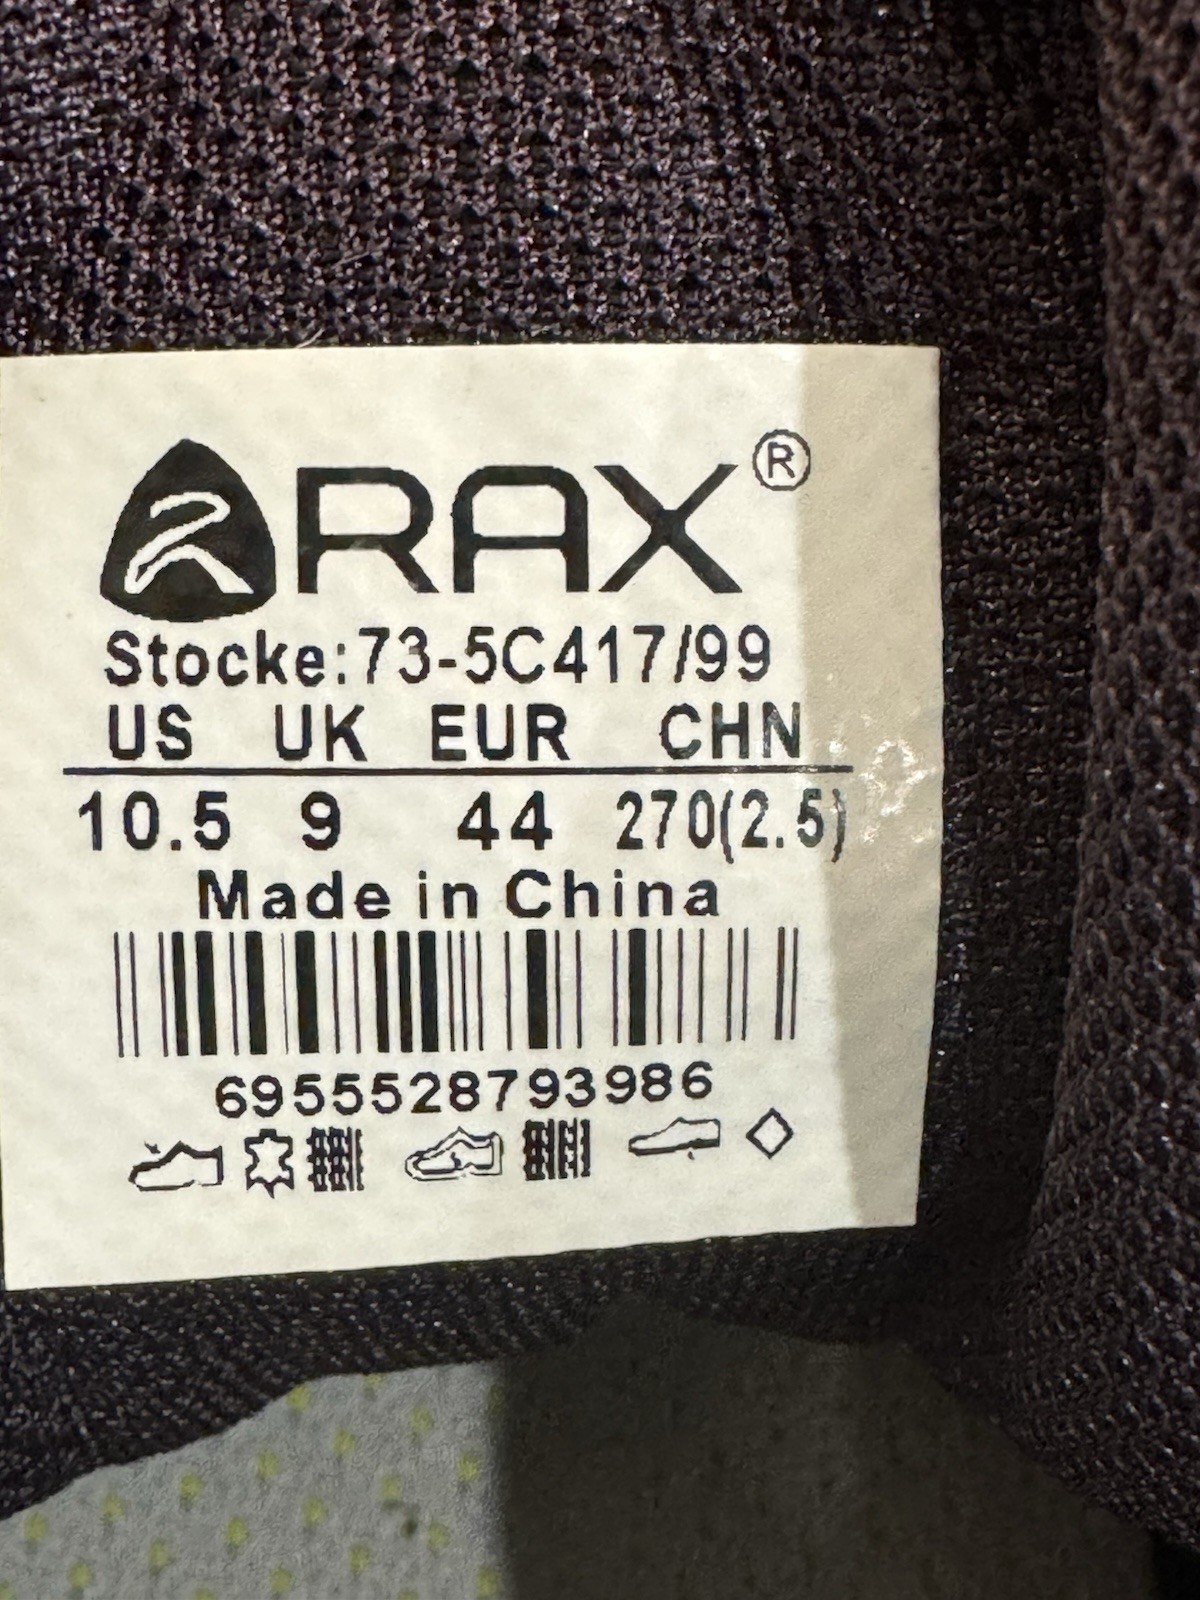 RAX®
Stocke:73-5C417/99
US UK EUR CHN
10.5 9 44 270(2.5)
Made in China
6955528793986